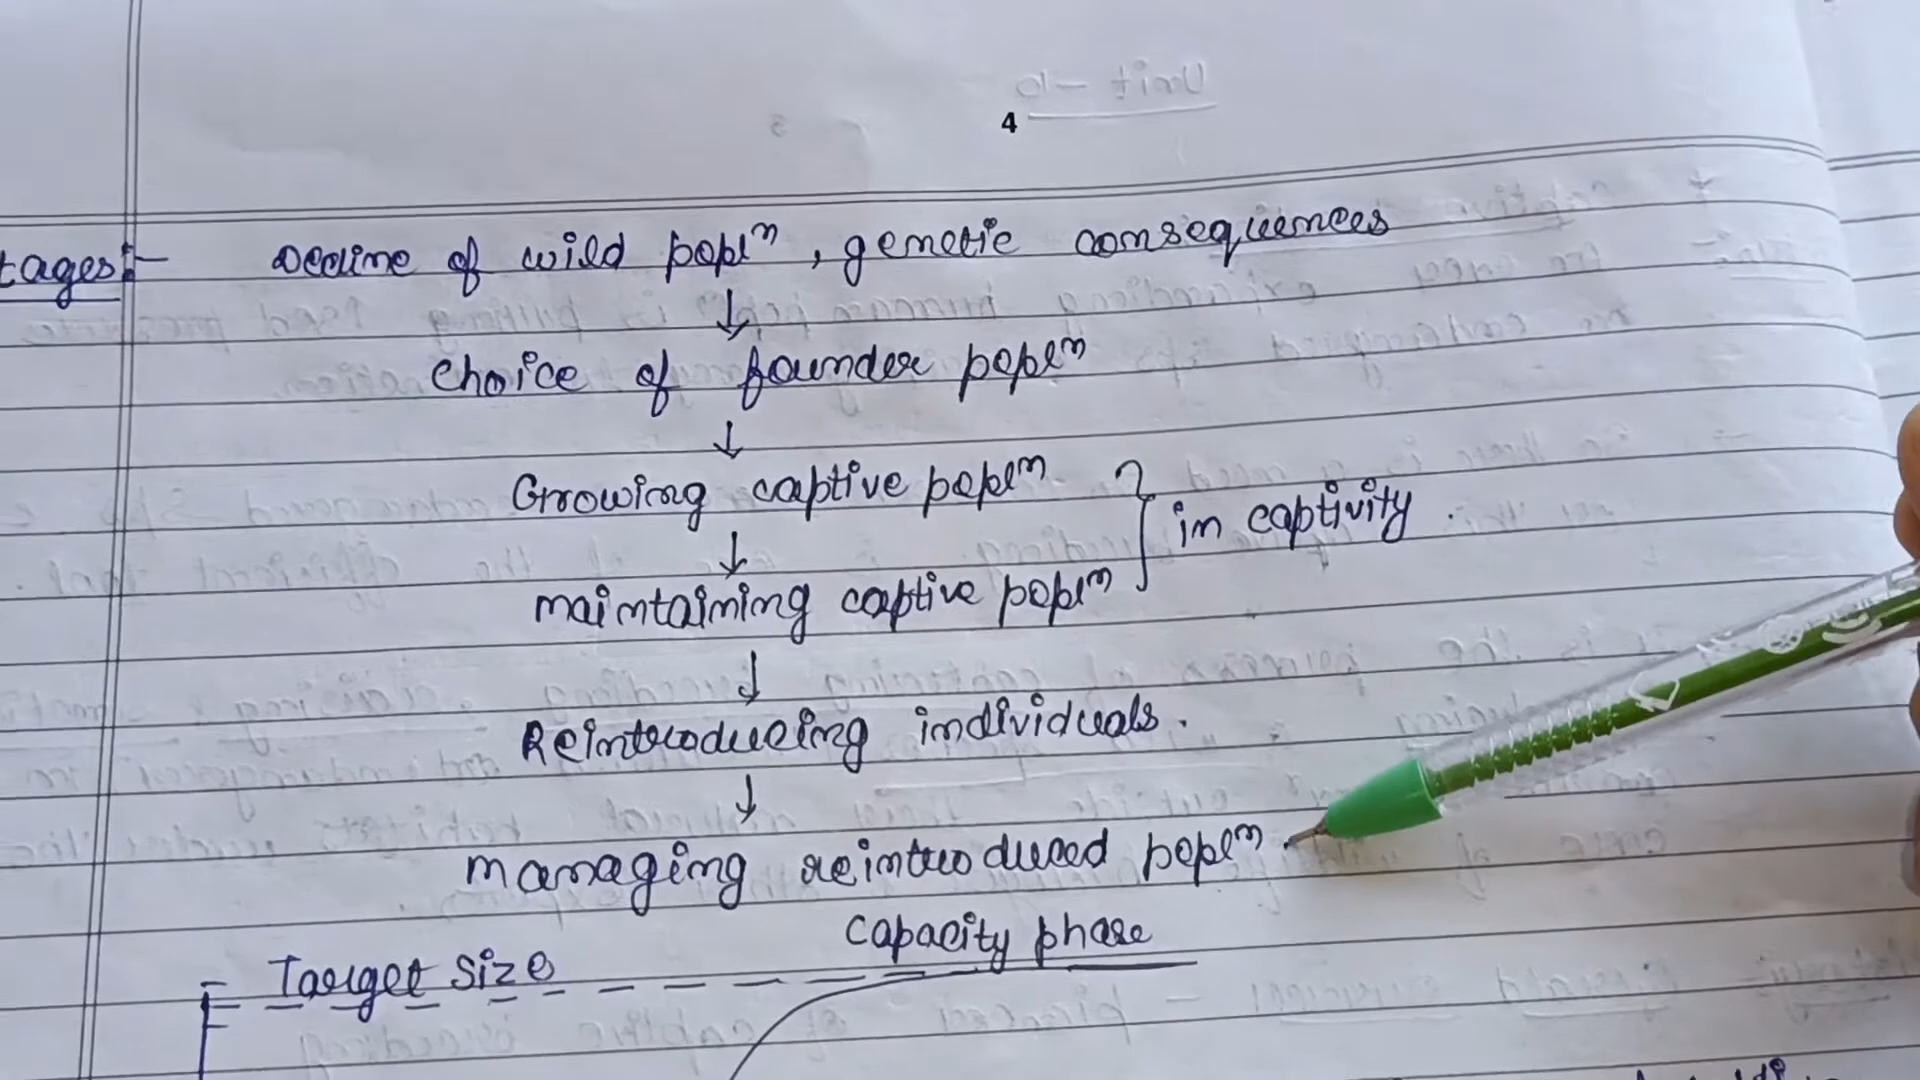 4
tages:-
Decline of wild popln, genetic consequences
↓
choice of founder popln
↓
Growing captive popln
↓
maintaining captive popln
in captivity.
↓
Reintroducing individuals.
↓
managing reintroduced popln.
capacity phase
Target size